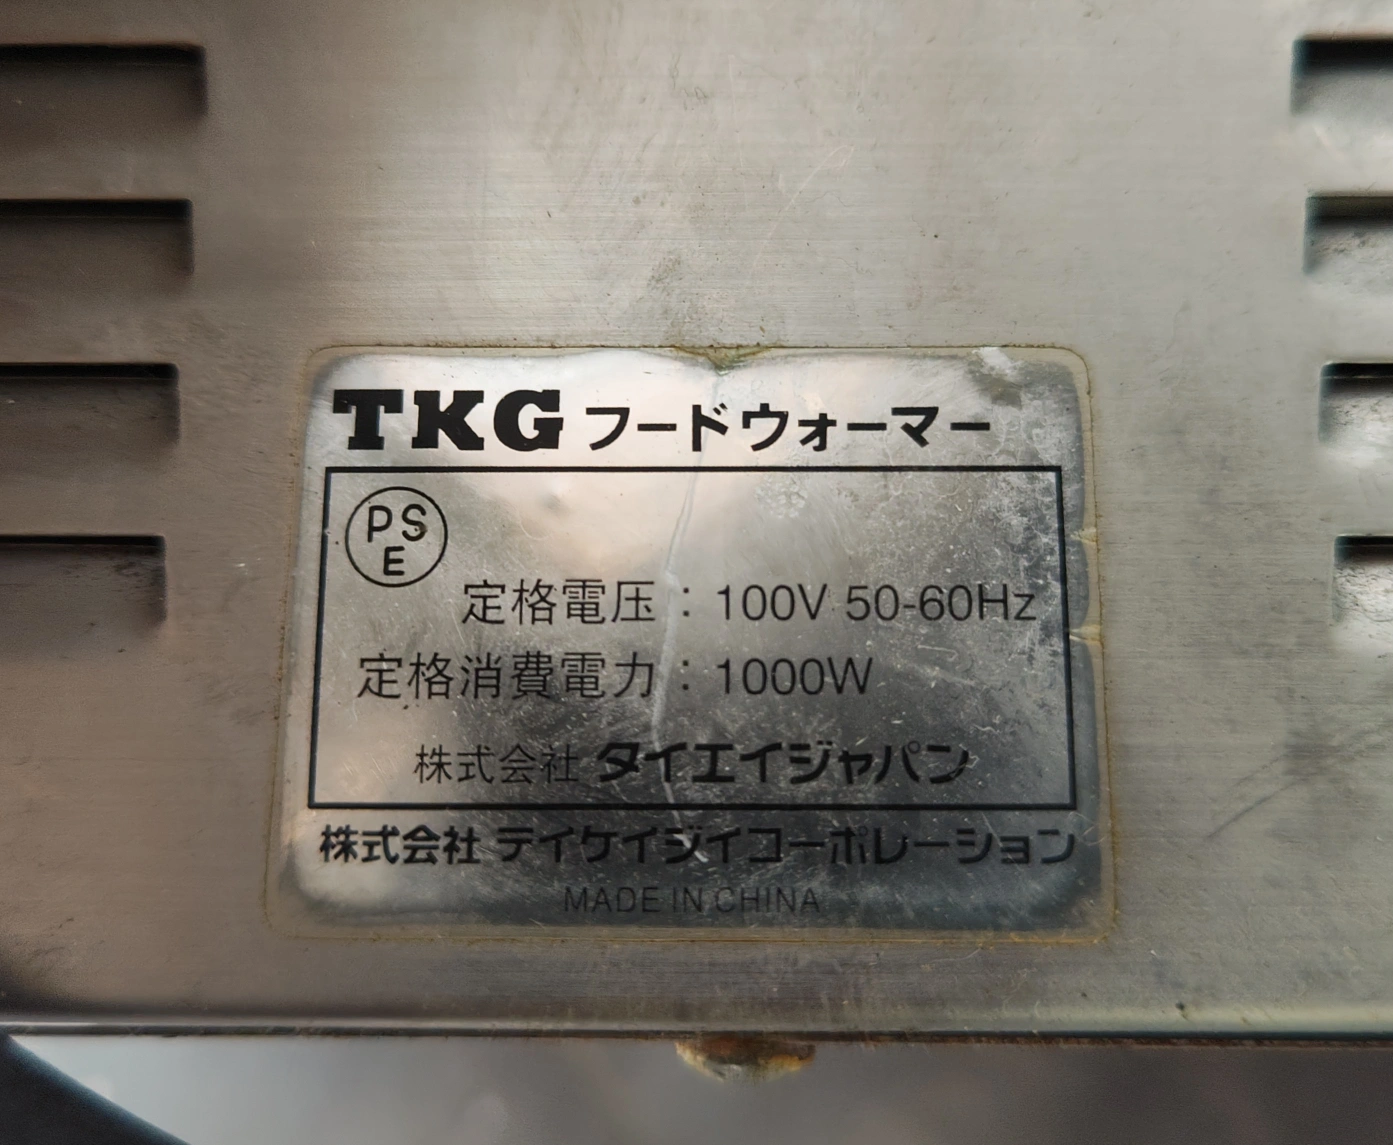 TKG フードウォーマー
PS
E
定格電圧：100V 50-60Hz
定格消費電力：1000W
株式会社 タイエイジャパン
株式会社 テイケイジイコーポレーション
MADE IN CHINA